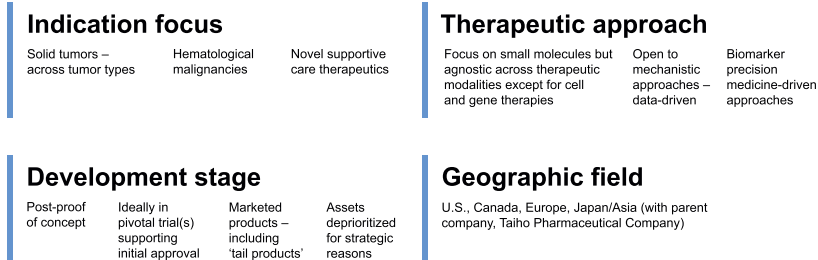 Indication focus
Solid tumors –
across tumor types
Hematological
malignancies
Novel supportive
care therapeutics
Therapeutic approach
Focus on small molecules but
agnostic across therapeutic
modalities except for cell
and gene therapies
Open to
mechanistic
approaches –
data-driven
Biomarker
precision
medicine-driven
approaches
Development stage
Post-proof
of concept
Ideally in
pivotal trial(s)
supporting
initial approval
Marketed
products –
including
‘tail products’
Assets
deprioritized
for strategic
reasons
Geographic field
U.S., Canada, Europe, Japan/Asia (with parent
company, Taiho Pharmaceutical Company)